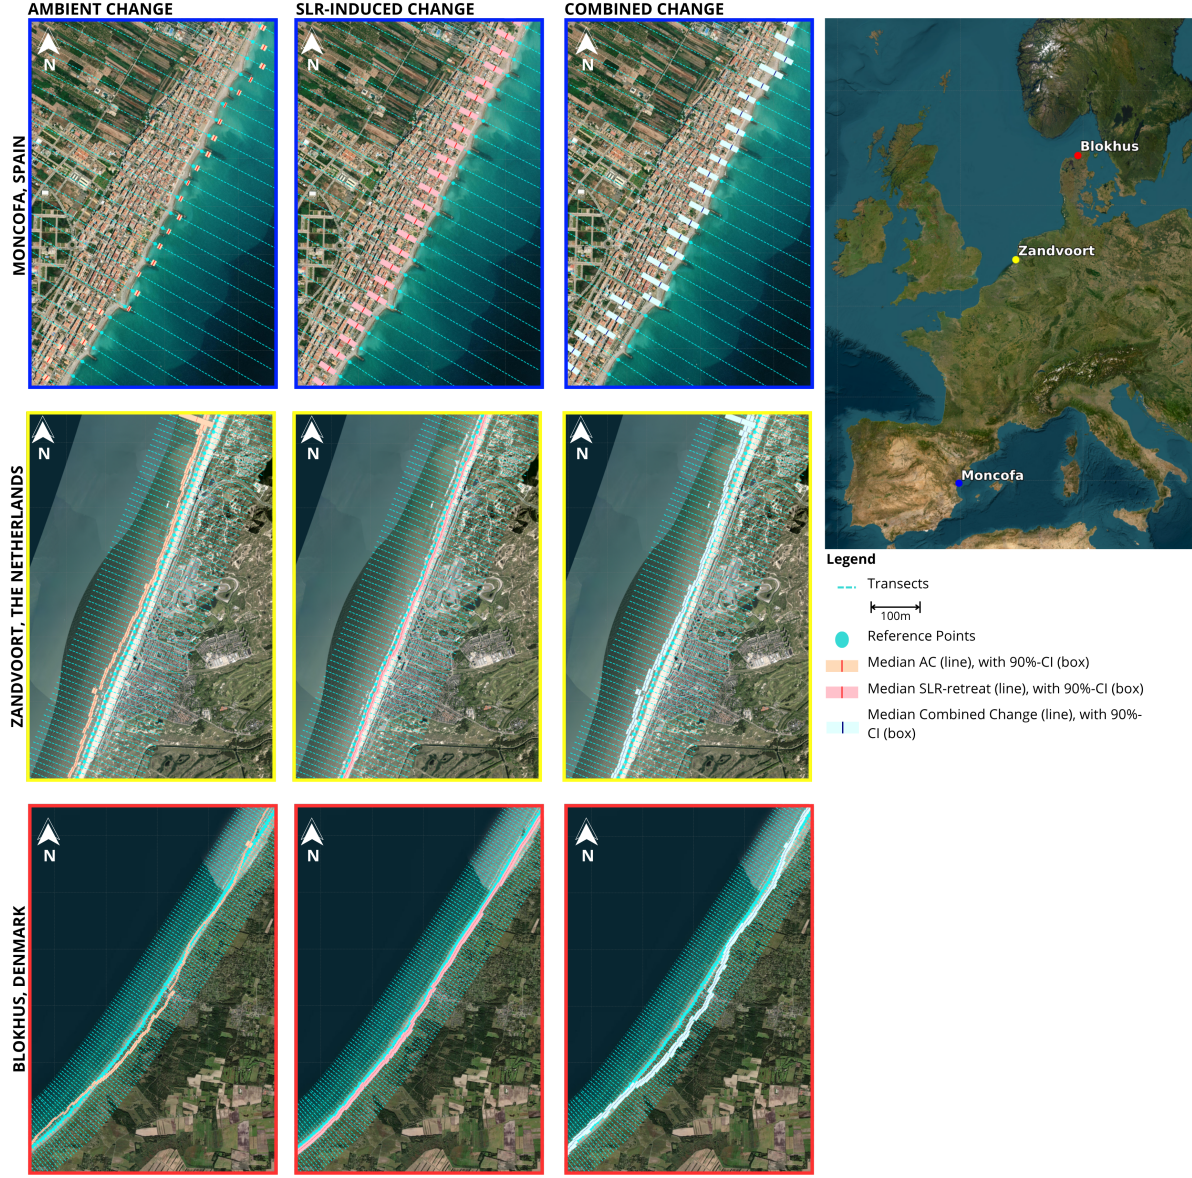 AMBIENT CHANGE
SLR-INDUCED CHANGE
COMBINED CHANGE
MONCOFA, SPAIN
N
N
N
Blokhus
Zandvoort
Moncofa
ZANDVOORT, THE NETHERLANDS
N
N
N
Legend
Transects
100m
Reference Points
Median AC (line), with 90%-CI (box)
Median SLR-retreat (line), with 90%-CI (box)
Median Combined Change (line), with 90%-
CI (box)
BLOKHUS, DENMARK
N
N
N